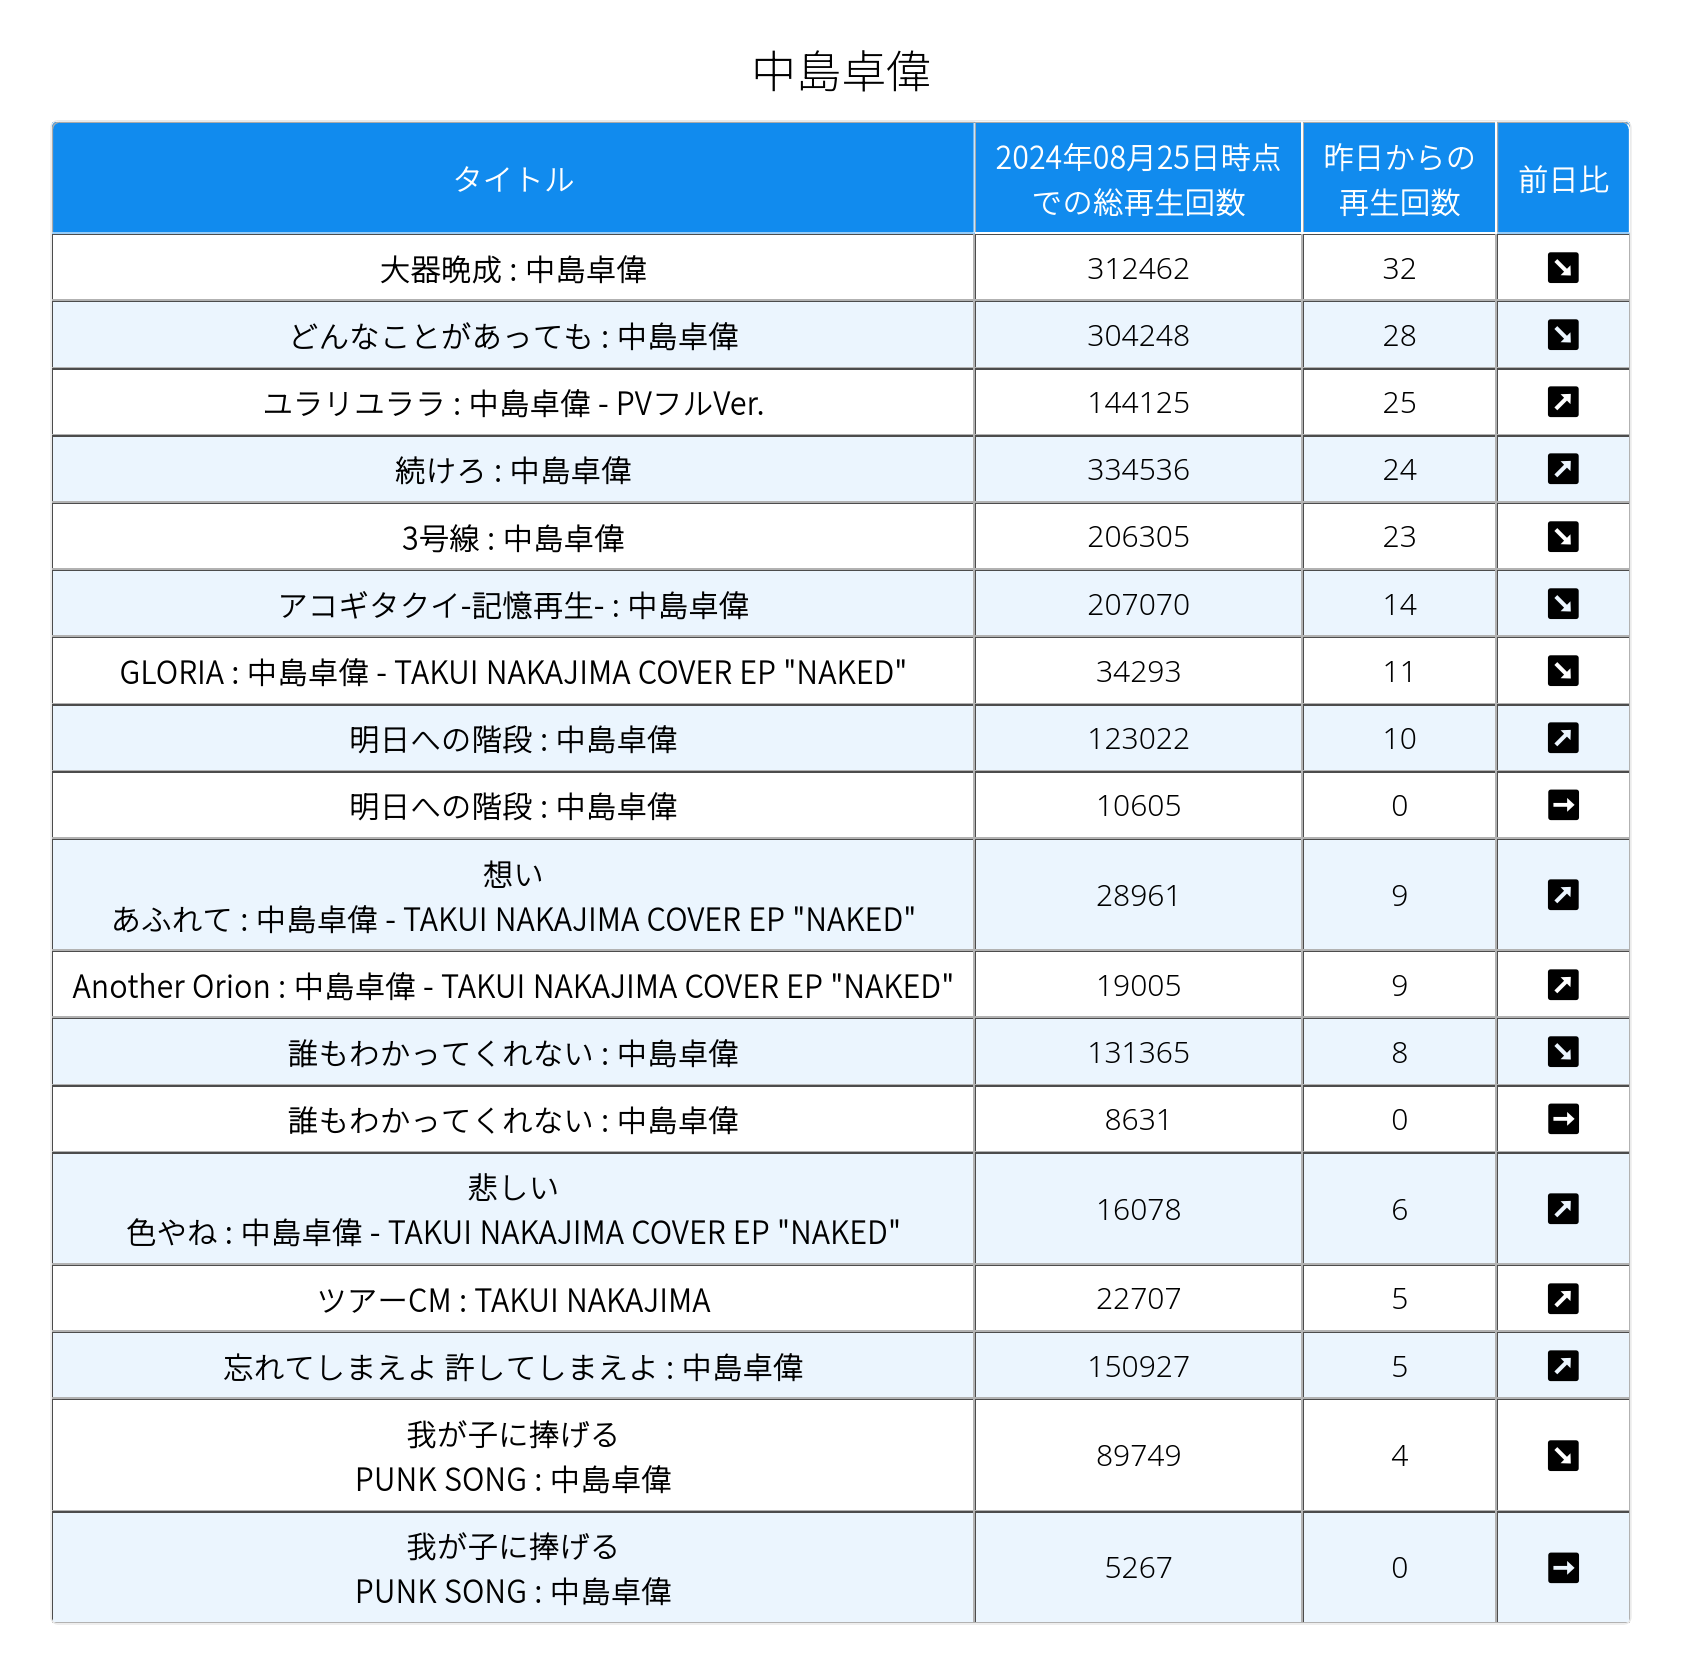 中島卓偉
タイトル
2024年08月25日時点
での総再生回数
昨日からの
再生回数
前日比
大器晩成 : 中島卓偉 312462 32
どんなことがあっても : 中島卓偉 304248 28
ユラリユララ : 中島卓偉 - PVフルVer. 144125 25
続けろ : 中島卓偉 334536 24
3号線 : 中島卓偉 206305 23
アコギタクイ-記憶再生- : 中島卓偉 207070 14
GLORIA : 中島卓偉 - TAKUI NAKAJIMA COVER EP "NAKED" 34293 11
明日への階段 : 中島卓偉 123022 10
明日への階段 : 中島卓偉 10605 0
想い
あふれて : 中島卓偉 - TAKUI NAKAJIMA COVER EP "NAKED" 28961 9
Another Orion : 中島卓偉 - TAKUI NAKAJIMA COVER EP "NAKED" 19005 9
誰もわかってくれない : 中島卓偉 131365 8
誰もわかってくれない : 中島卓偉 8631 0
悲しい
色やね : 中島卓偉 - TAKUI NAKAJIMA COVER EP "NAKED" 16078 6
ツアーCM : TAKUI NAKAJIMA 22707 5
忘れてしまえよ 許してしまえよ : 中島卓偉 150927 5
我が子に捧げる
PUNK SONG : 中島卓偉 89749 4
我が子に捧げる
PUNK SONG : 中島卓偉 5267 0